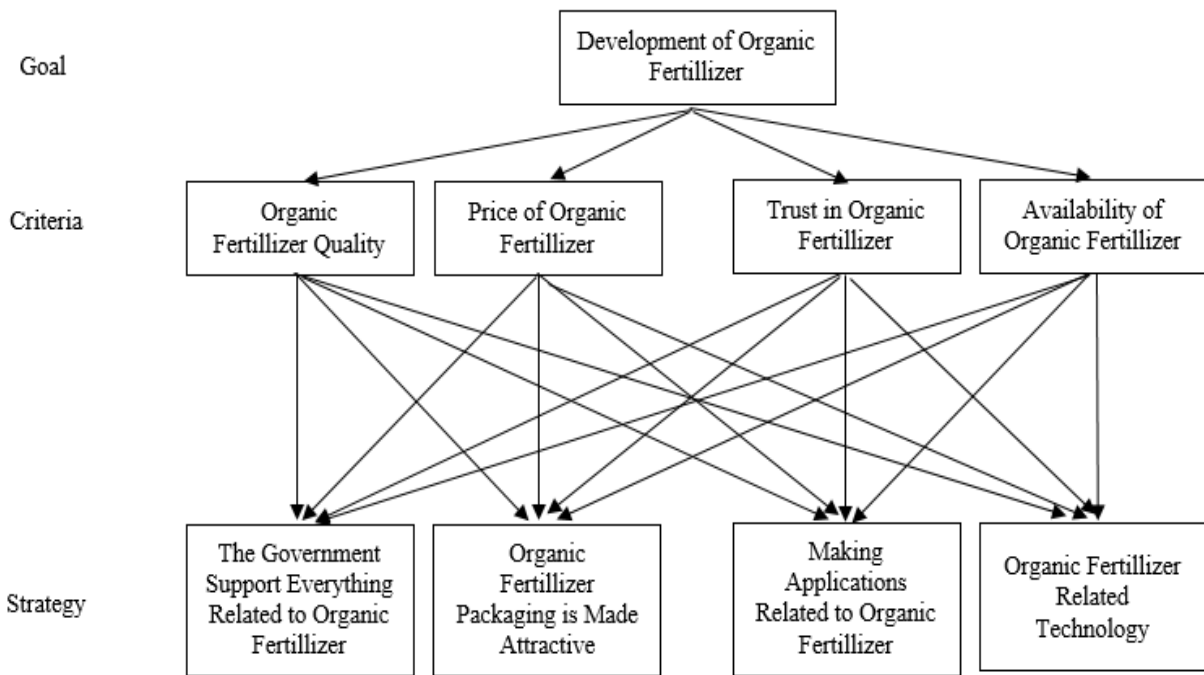 Goal
Development of Organic
Fertillizer
Criteria
Organic
Fertillizer Quality
Price of Organic
Fertillizer
Trust in Organic
Fertillizer
Availability of
Organic Fertillizer
Strategy
The Government
Support Everything
Related to Organic
Fertillizer
Organic
Fertillizer
Packaging is Made
Attractive
Making
Applications
Related to Organic
Fertillizer
Organic Fertillizer
Related
Technology